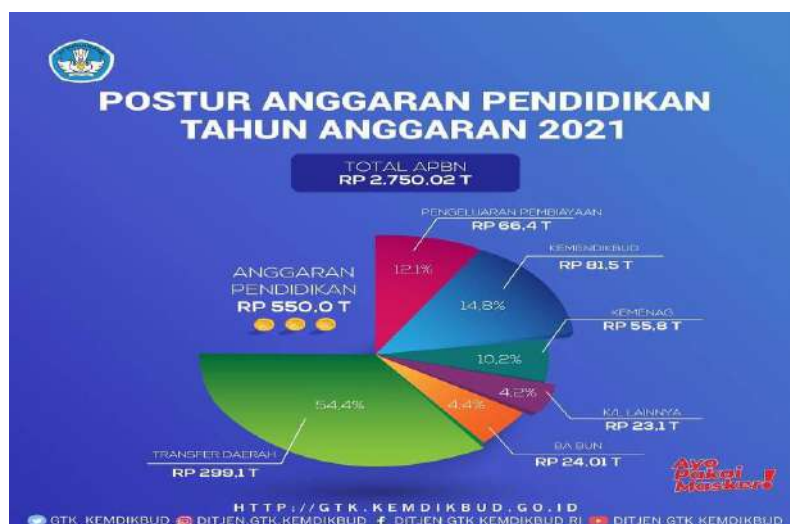 POSTUR ANGGARAN PENDIDIKAN
TAHUN ANGGARAN 2021
TOTAL APBN
RP 2.750,02 T
PENGELUARAN PEMBIAYAAN
RP 66,4 T
KEMENDIKBUD
RP 81,5 T
ANGGARAN
PENDIDIKAN
RP 550,0 T
12,1%
14,8%
KEMENAG
RP 55,8 T
10,2%
4,2%
K/L LAINNYA
RP 23,1 T
4,4%
BA BUN
RP 24,01 T
54,4%
TRANSFER DAERAH
RP 299,1 T
Ayo
Pakai
Masker!
HTTP://GTK.KEMDIKBUD.GO.ID
GTK_KEMDIKBUD DITJEN.GTK.KEMDIKBUD DITJEN GTK KEMDIKBUD RI DITJEN GTK KEMDIKBUD